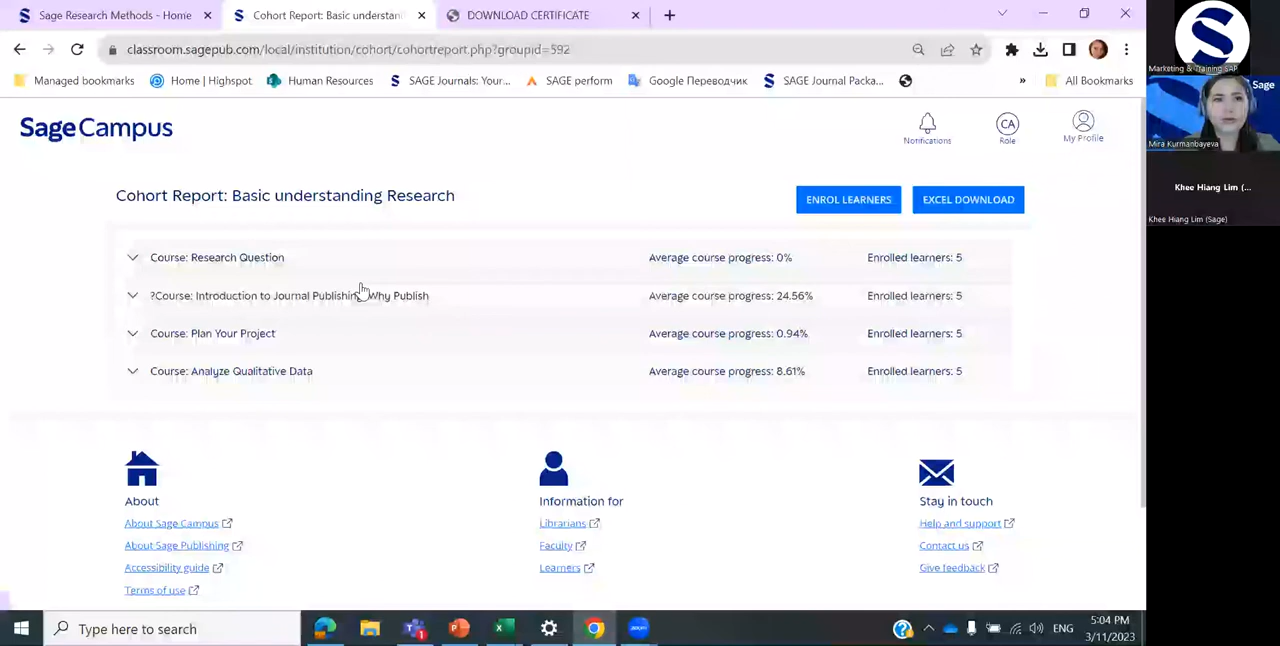 Sage Research Methods - Home
Cohort Report: Basic understan
DOWNLOAD CERTIFICATE
classroom.sagepub.com/local/institution/cohort/cohortreport.php?groupid=592
Managed bookmarks
Home | Highspot
Human Resources
SAGE Journal
SAGE perform
Google Переводчик
SAGE Journal Packa...
»
All Bookmarks
Sage Campus
Notifications
CA
Role
My Profile
Cohort Report: Basic understanding Research
ENROL LEARNERS
EXCEL DOWNLOAD
Course: Research Question
Average course progress: 0%
Enrolled learners: 5
?Course: Introduction to Journal Publishing: Why Publish
Average course progress: 24.56%
Enrolled learners: 5
Course: Plan Your Project
Average course progress: 0.94%
Enrolled learners: 5
Course: Analyze Qualitative Data
Average course progress: 8.61%
Enrolled learners: 5
About
About Sage Campus
About Sage Publishing
Accessibility guide
Terms of use
Information for
Librarians
Faculty
Learners
Stay in touch
Help and support
Contact us
Give feedback
Type here to search
ENG
5:04 PM
3/11/2023
Marketing & Training SAP
Sage
Mira Kurmanbayeva
Khee Hiang Lim (...
Khee Hiang Lim (Sage)